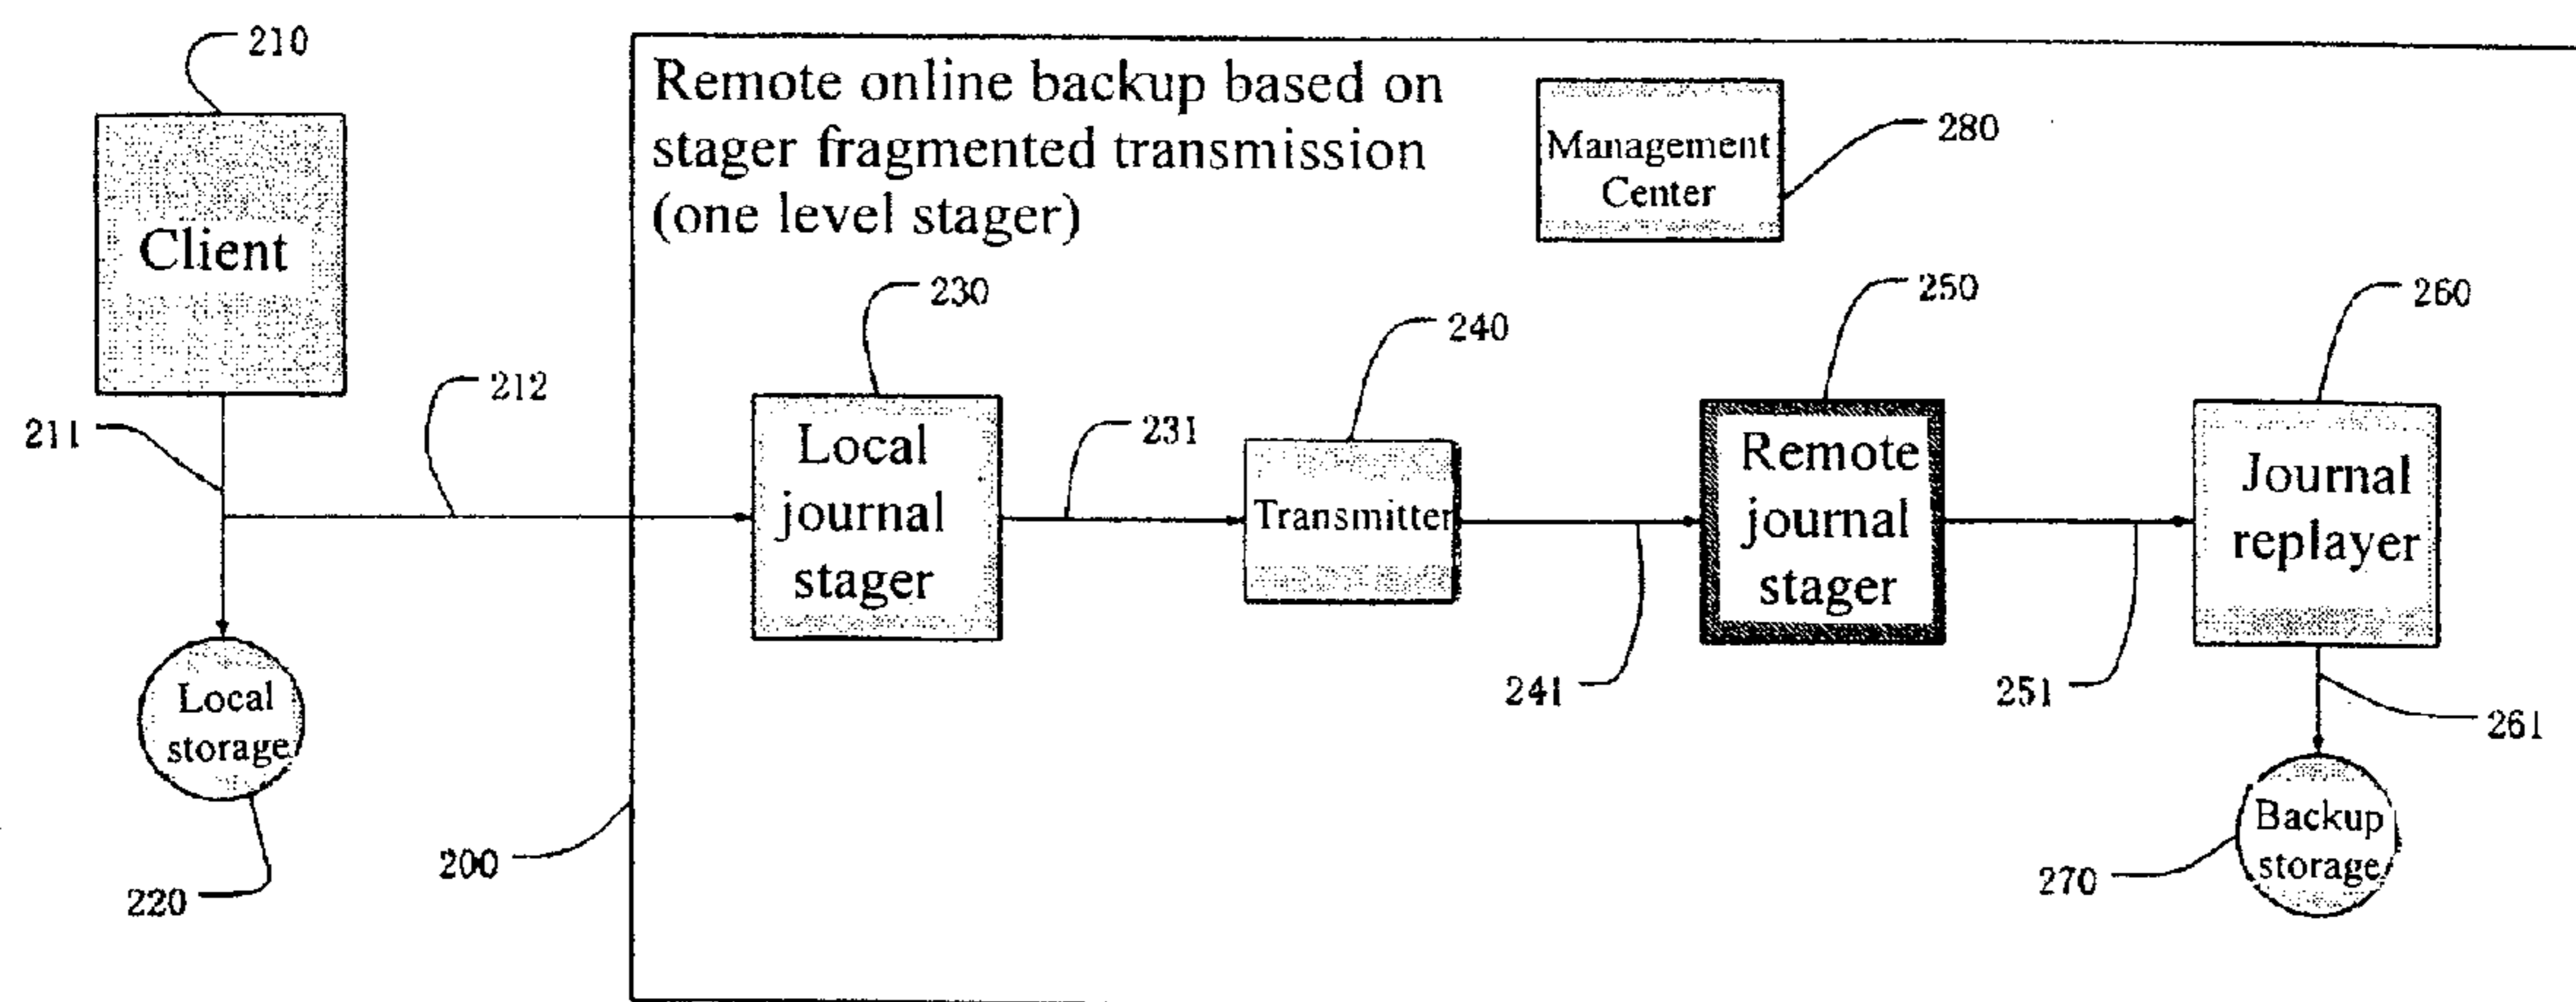 210
Remote online backup based on
stager fragmented transmission
(one level stager)
Management
Center
280
Client
230
240
250
260
211
212
Local
journal
stager
231
Transmitter
Remote
journal
stager
Journal
replayer
241
251
261
Local
storage
220
200
270
Backup
storage